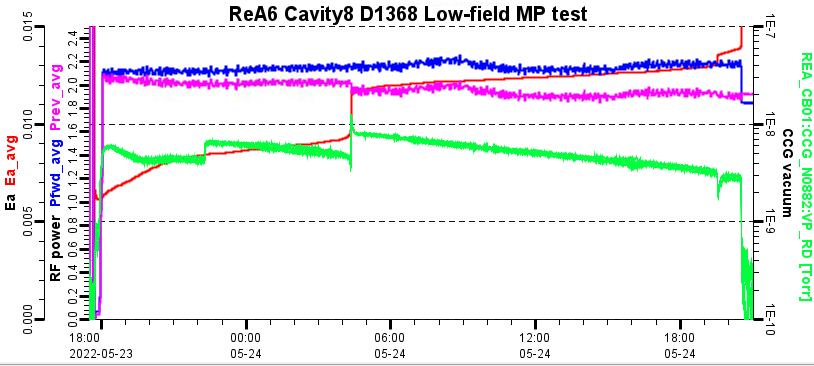 ReA6 Cavity8 D1368 Low-field MP test
Ea Ea_avg
0.015
0.010
0.005
0.000
RF power Pfwd_avg Prev_avg
2.4
2.2
2.0
1.8
1.6
1.4
1.2
1.0
0.8
0.6
0.4
0.2
0.0
1E-7
1E-8
1E-9
1E-10
CCG vacuum
REA_CB01:CCG_N0882:VP_RD [Torr]
18:00 00:00 06:00 12:00 18:00
2022-05-23 05-24 05-24 05-24 05-24